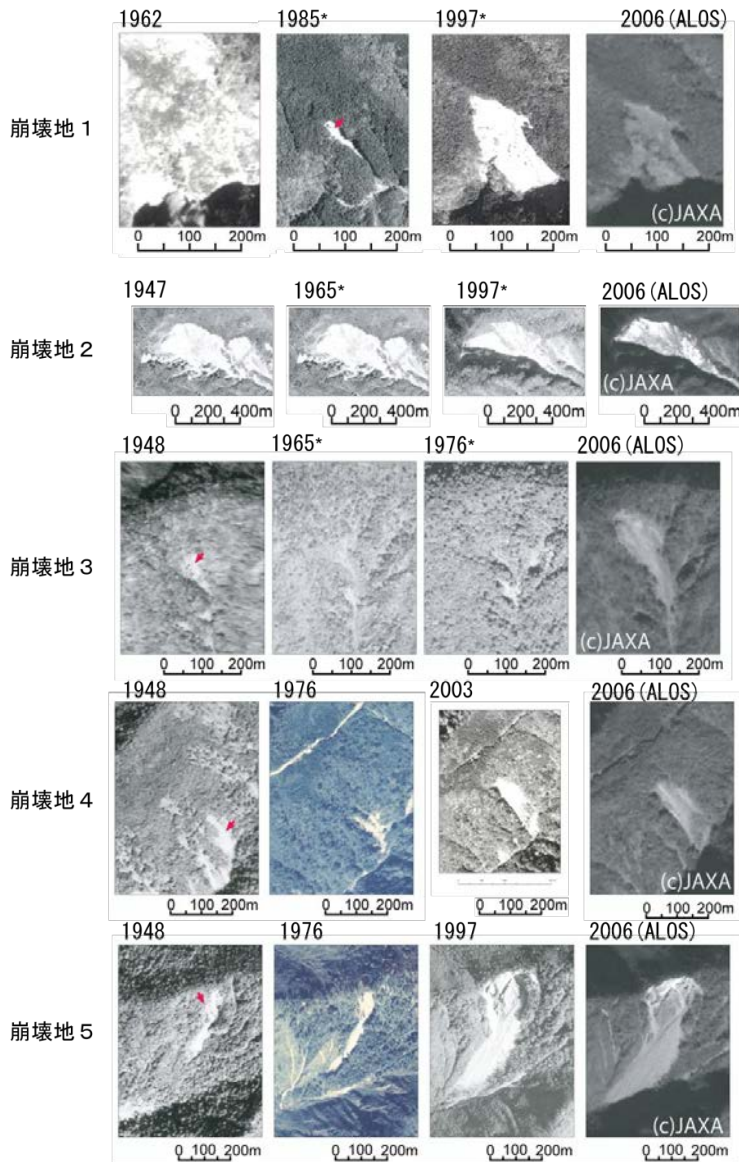 1962 1985* 1997* 2006(ALOS)
崩壊地1
(c)JAXA
0 100 200m 0 100 200m 0 100 200m 0 100 200m
1947 1965* 1997* 2006(ALOS)
崩壊地2
(c)JAXA
0 200 400m 0 200 400m 0 200 400m 0 200 400m
1948 1965* 1976* 2006(ALOS)
崩壊地3
(c)JAXA
0 100 200m 0 100 200m 0 100 200m 0 100 200m
1948 1976 2003 2006(ALOS)
崩壊地4
(c)JAXA
0 100 200m 0 100 200m 0 100 200m 0 100 200m
1948 1976 1997 2006(ALOS)
崩壊地5
(c)JAXA
0 100 200m 0 100 200m 0 100 200m 0 100 200m